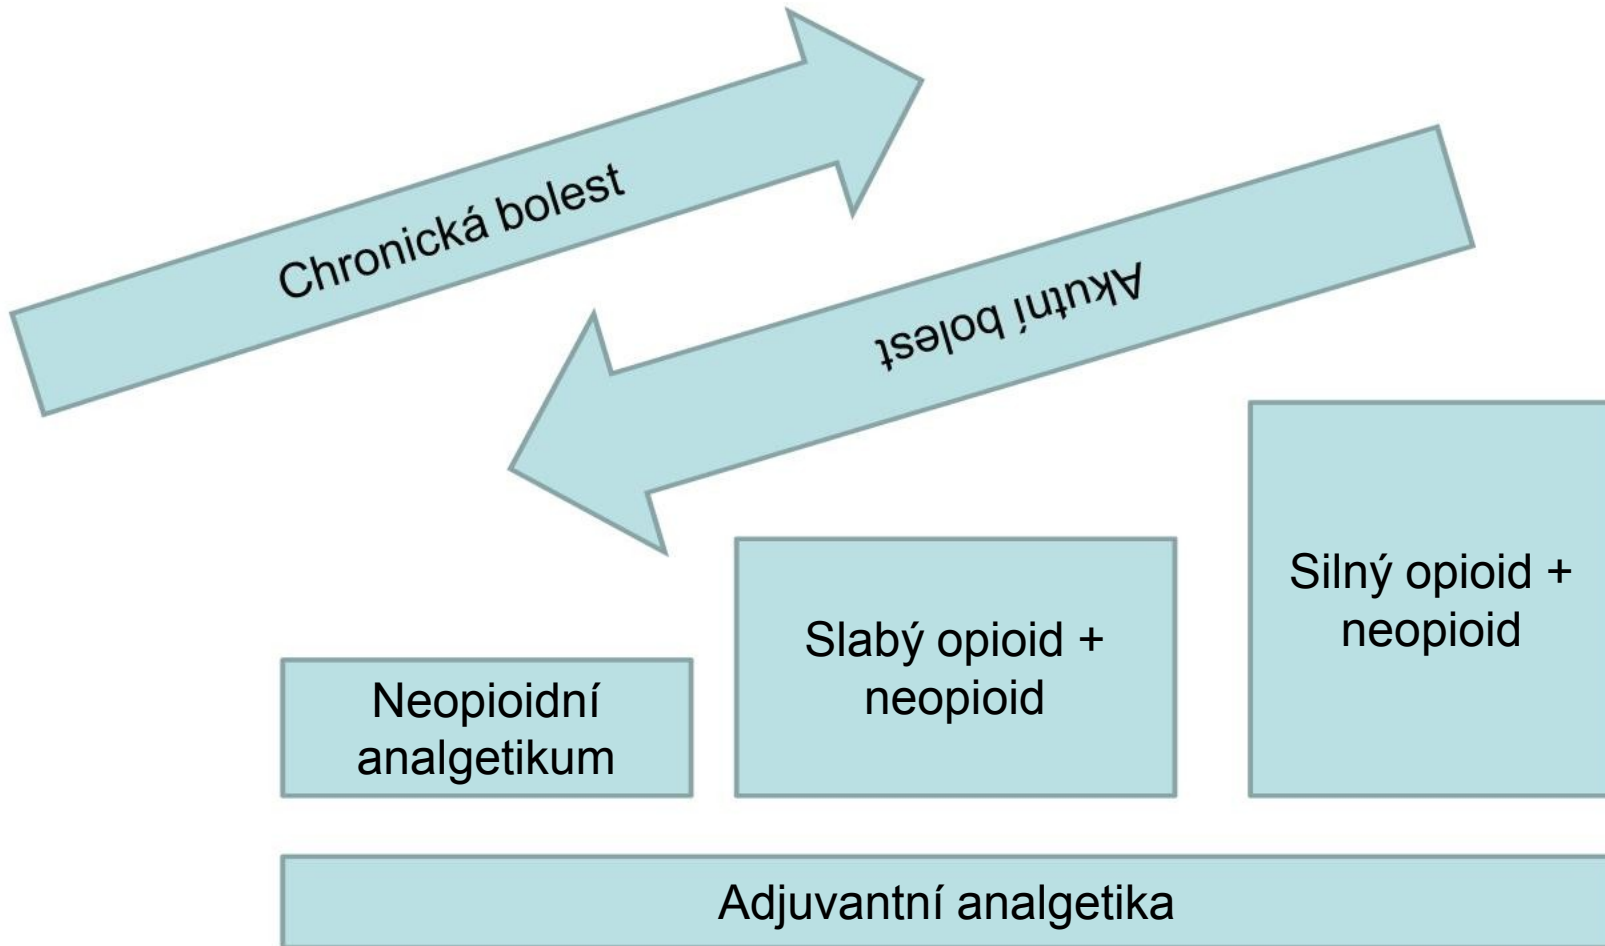 Chronická bolest
Akutní bolest
Silný opioid +
neopioid
Slabý opioid +
neopioid
Neopioidní
analgetikum
Adjuvantní analgetika